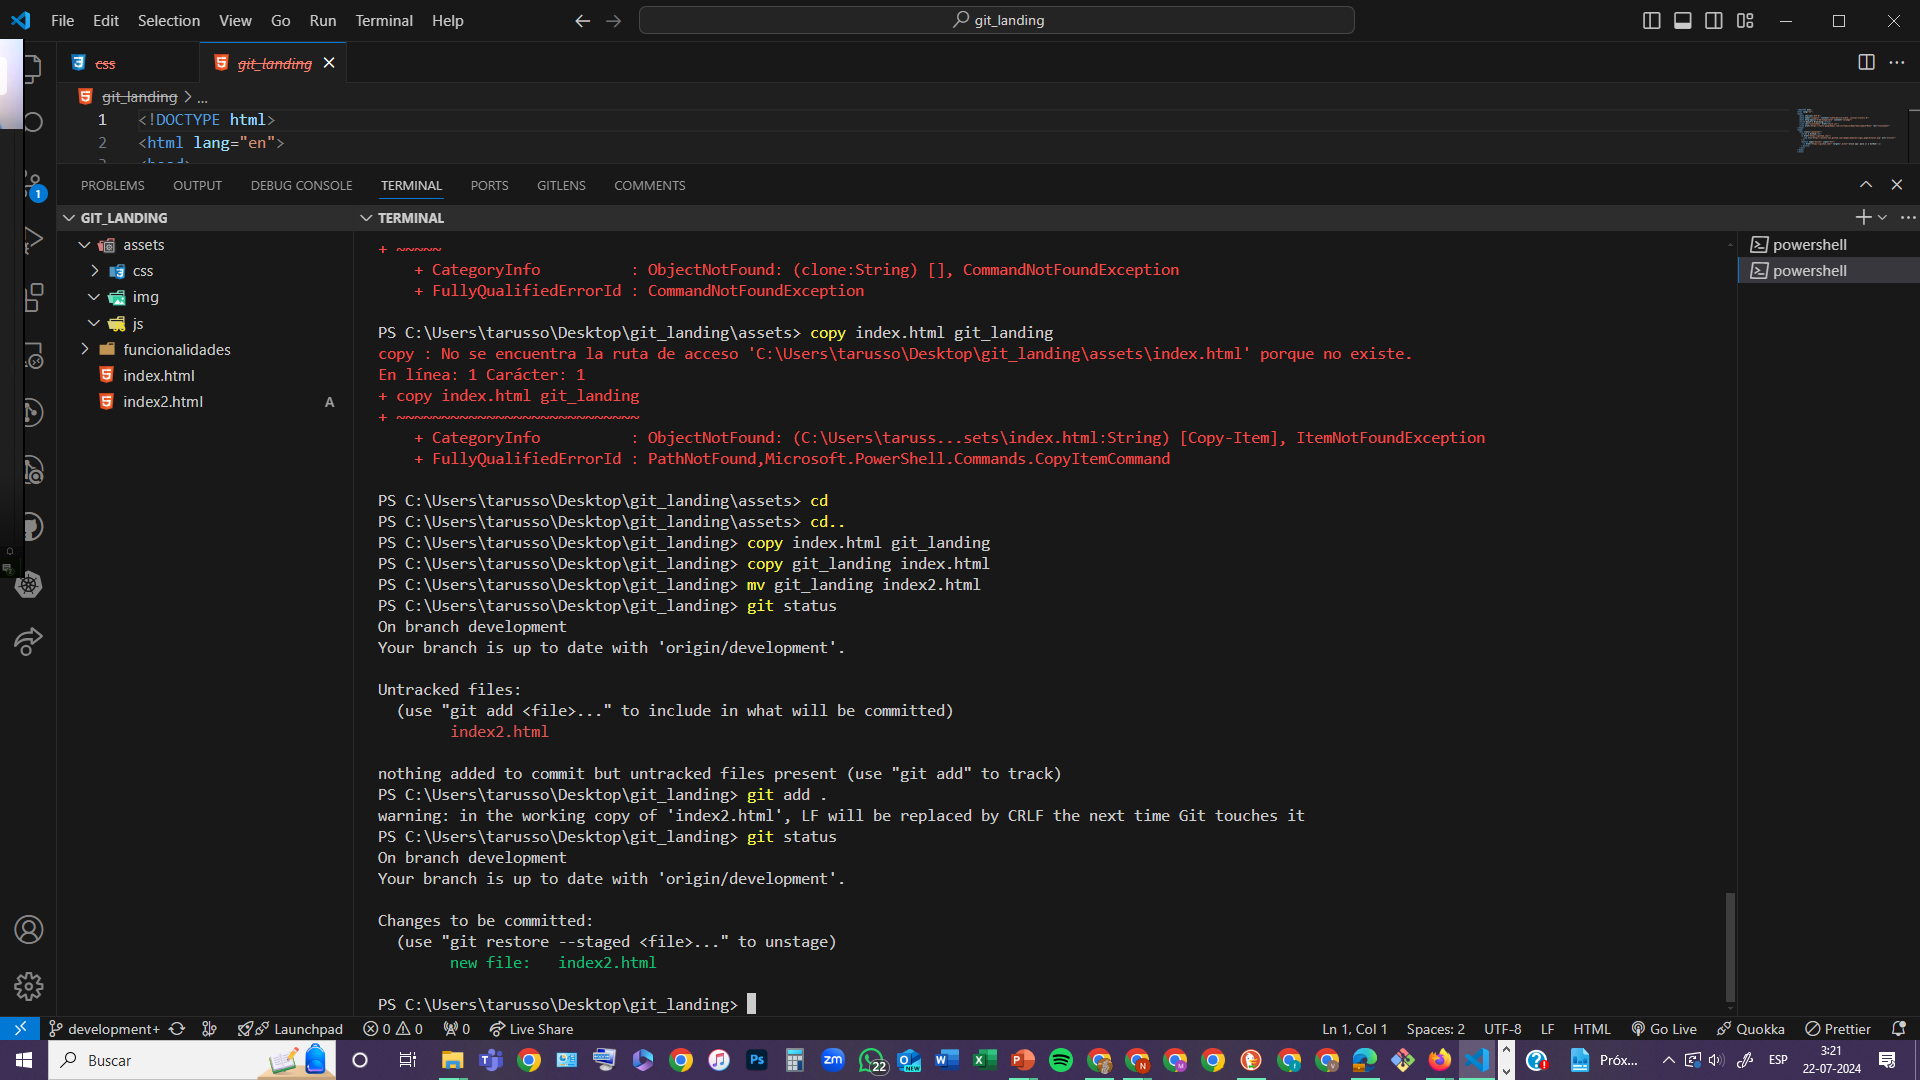 File Edit Selection View Go Run Terminal Help
git_landing
css
git_landing
git_landing > ...
1 <!DOCTYPE html>
2 <html lang="en">
PROBLEMS OUTPUT DEBUG CONSOLE TERMINAL PORTS GITLENS COMMENTS
GIT_LANDING
assets
css
img
js
funcionalidades
index.html
index2.html A
1
TERMINAL
+ ~~~~~
+ CategoryInfo : ObjectNotFound: (clone:String) [], CommandNotFoundException
+ FullyQualifiedErrorId : CommandNotFoundException
PS C:\Users\tarusso\Desktop\git_landing\assets> copy index.html git_landing
copy : No se encuentra la ruta de acceso 'C:\Users\tarusso\Desktop\git_landing\assets\index.html' porque no existe.
En línea: 1 Carácter: 1
+ copy index.html git_landing
+ ~~~~~~~~~~~~~~~~~~~~~~~~~~~
+ CategoryInfo : ObjectNotFound: (C:\Users\taruss...sets\index.html:String) [Copy-Item], ItemNotFoundException
+ FullyQualifiedErrorId : PathNotFound,Microsoft.PowerShell.Commands.CopyItemCommand
PS C:\Users\tarusso\Desktop\git_landing\assets> cd
PS C:\Users\tarusso\Desktop\git_landing\assets> cd..
PS C:\Users\tarusso\Desktop\git_landing> copy index.html git_landing
PS C:\Users\tarusso\Desktop\git_landing> copy git_landing index.html
PS C:\Users\tarusso\Desktop\git_landing> mv git_landing index2.html
PS C:\Users\tarusso\Desktop\git_landing> git status
On branch development
Your branch is up to date with 'origin/development'.
Untracked files:
(use "git add <file>..." to include in what will be committed)
index2.html
nothing added to commit but untracked files present (use "git add" to track)
PS C:\Users\tarusso\Desktop\git_landing> git add .
warning: in the working copy of 'index2.html', LF will be replaced by CRLF the next time Git touches it
PS C:\Users\tarusso\Desktop\git_landing> git status
On branch development
Your branch is up to date with 'origin/development'.
Changes to be committed:
(use "git restore --staged <file>..." to unstage)
new file: index2.html
PS C:\Users\tarusso\Desktop\git_landing>
powershell
powershell
development+ Launchpad 0 0 0 Live Share Ln 1, Col 1 Spaces: 2 UTF-8 LF HTML Go Live Quokka Prettier
Buscar
22
Próx...
ESP
3:21
22-07-2024